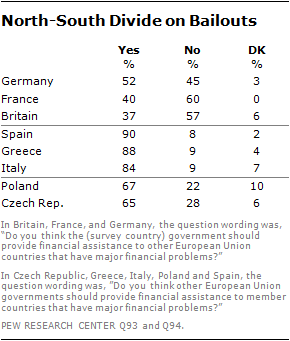 North-South Divide on Bailouts
Yes No DK
% % %
Germany 52 45 3
France 40 60 0
Britain 37 57 6
Spain 90 8 2
Greece 88 9 4
Italy 84 9 7
Poland 67 22 10
Czech Rep. 65 28 6
In Britain, France, and Germany, the question wording was,
“Do you think the (survey country) government should
provide financial assistance to other European Union
countries that have major financial problems?”
In Czech Republic, Greece, Italy, Poland and Spain, the
question wording was, “Do you think other European Union
governments should provide financial assistance to member
countries that have major financial problems?”
PEW RESEARCH CENTER Q93 and Q94.